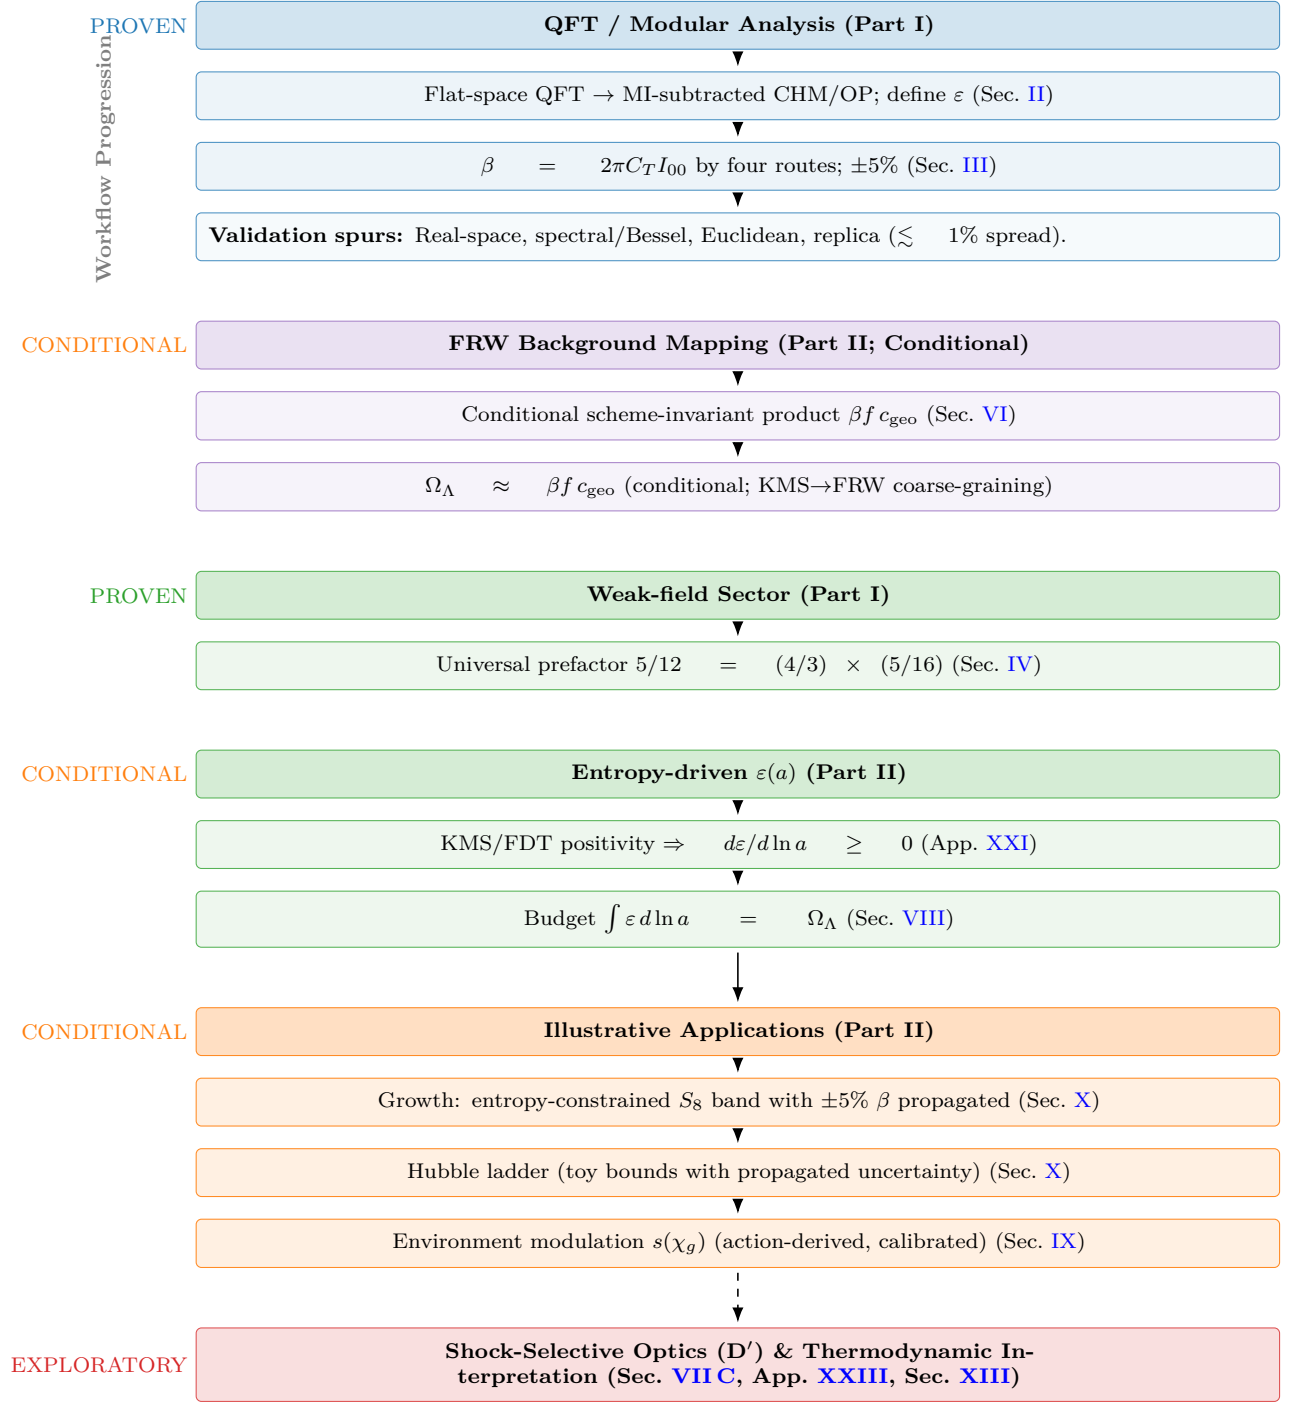 PROVEN
QFT / Modular Analysis (Part I)
Workflow Progression
Flat-space QFT → MI-subtracted CHM/OP; define ε (Sec. II)
β = 2πC_T I_00 by four routes; ±5% (Sec. III)
Validation spurs: Real-space, spectral/Bessel, Euclidean, replica (≲ 1% spread).
CONDITIONAL
FRW Background Mapping (Part II; Conditional)
Conditional scheme-invariant product βf c_geo (Sec. VI)
Ω_Λ ≈ βf c_geo (conditional; KMS→FRW coarse-graining)
PROVEN
Weak-field Sector (Part I)
Universal prefactor 5/12 = (4/3) × (5/16) (Sec. IV)
CONDITIONAL
Entropy-driven ε(a) (Part II)
KMS/FDT positivity ⇒ dε/d ln a ≥ 0 (App. XXI)
Budget ∫ ε d ln a = Ω_Λ (Sec. VIII)
CONDITIONAL
Illustrative Applications (Part II)
Growth: entropy-constrained S_8 band with ±5% β propagated (Sec. X)
Hubble ladder (toy bounds with propagated uncertainty) (Sec. X)
Environment modulation s(χ_g) (action-derived, calibrated) (Sec. IX)
EXPLORATORY
Shock-Selective Optics (D′) & Thermodynamic In-
terpretation (Sec. VII C, App. XXIII, Sec. XIII)